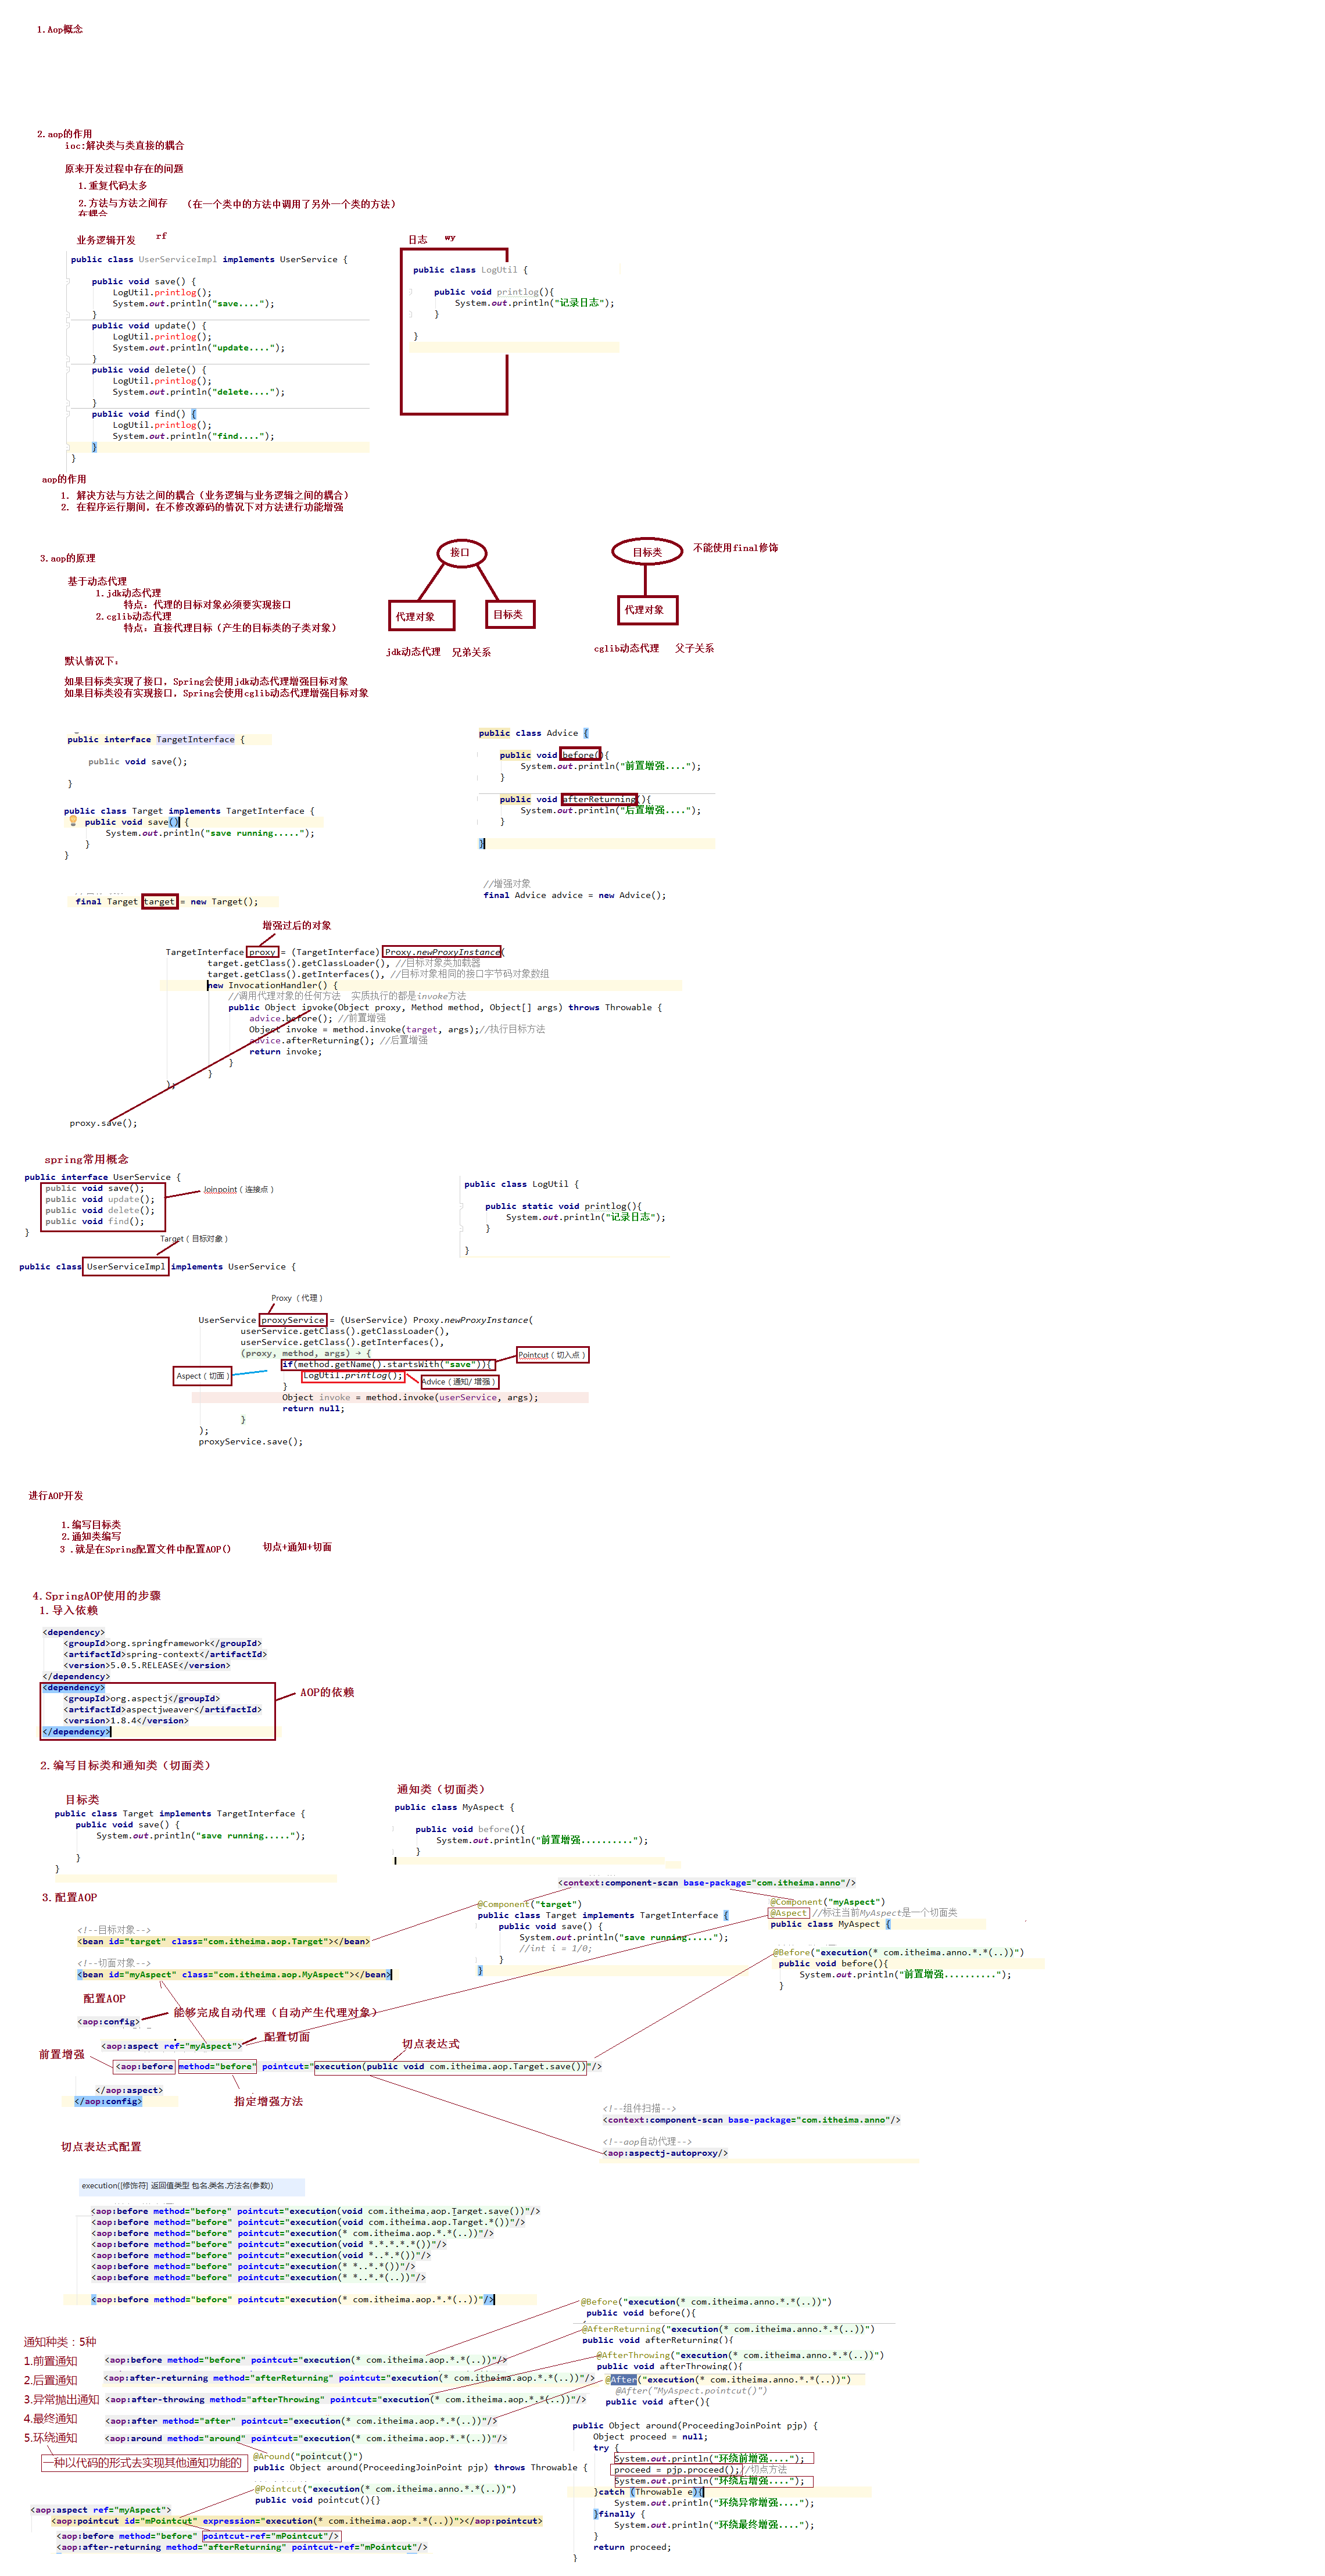 1.Aop概念
2.aop的作用
ioc:解决类与类直接的耦合
原来开发过程中存在的问题
1.重复代码太多
2.方法与方法之间存
在耦合
（在一个类中的方法中调用了另外一个类的方法）
业务逻辑开发 rf
public class UserServiceImpl implements UserService {
public void save() {
LogUtil.printlog();
System.out.println("save....");
}
public void update() {
LogUtil.printlog();
System.out.println("update....");
}
public void delete() {
LogUtil.printlog();
System.out.println("delete....");
}
public void find() {
LogUtil.printlog();
System.out.println("find....");
}
}
日志 wy
public class LogUtil {
public void printlog(){
System.out.println("记录日志");
}
}
aop的作用
1. 解决方法与方法之间的耦合（业务逻辑与业务逻辑之间的耦合）
2. 在程序运行期间，在不修改源码的情况下对方法进行功能增强
3.aop的原理
基于动态代理
1.jdk动态代理
特点：代理的目标对象必须要实现接口
2.cglib动态代理
特点：直接代理目标（产生的目标类的子类对象）
接口
代理对象
目标类
jdk动态代理 兄弟关系
目标类
不能使用final修饰
代理对象
cglib动态代理 父子关系
默认情况下：
如果目标类实现了接口，Spring会使用jdk动态代理增强目标对象
如果目标类没有实现接口，Spring会使用cglib动态代理增强目标对象
public interface TargetInterface {
public void save();
}
public class Target implements TargetInterface {
public void save() {
System.out.println("save running.....");
}
}
public class Advice {
public void before(){
System.out.println("前置增强....");
}
public void afterReturning(){
System.out.println("后置增强....");
}
}
final Target target = new Target();
//增强对象
final Advice advice = new Advice();
增强过后的对象
TargetInterface proxy = (TargetInterface) Proxy.newProxyInstance(
target.getClass().getClassLoader(), //目标对象类加载器
target.getClass().getInterfaces(), //目标对象相同的接口字节码对象数组
new InvocationHandler() {
//调用代理对象的任何方法 实质执行的都是invoke方法
public Object invoke(Object proxy, Method method, Object[] args) throws Throwable {
advice.before(); //前置增强
Object invoke = method.invoke(target, args);//执行目标方法
advice.afterReturning(); //后置增强
return invoke;
}
}
);
proxy.save();
spring常用概念
public interface UserService {
public void save();
public void update();
public void delete();
public void find();
}
Joinpoint（连接点）
Target（目标对象）
public class UserServiceImpl implements UserService {
public class LogUtil {
public static void printlog(){
System.out.println("记录日志");
}
}
Proxy（代理）
UserService proxyService = (UserService) Proxy.newProxyInstance(
userService.getClass().getClassLoader(),
userService.getClass().getInterfaces(),
(proxy, method, args) → {
if(method.getName().startsWith("save")){
Pointcut（切入点）
Aspect（切面）
LogUtil.printlog();
Advice（通知/ 增强）
}
Object invoke = method.invoke(userService, args);
return null;
}
);
proxyService.save();
进行AOP开发
1.编写目标类
2.通知类编写
3 .就是在Spring配置文件中配置AOP() 切点+通知+切面
4.SpringAOP使用的步骤
1.导入依赖
<dependency>
<groupId>org.springframework</groupId>
<artifactId>spring-context</artifactId>
<version>5.0.5.RELEASE</version>
</dependency>
<dependency>
<groupId>org.aspectj</groupId>
<artifactId>aspectjweaver</artifactId>
<version>1.8.4</version>
</dependency>
AOP的依赖
2.编写目标类和通知类（切面类）
目标类
public class Target implements TargetInterface {
public void save() {
System.out.println("save running.....");
}
}
通知类（切面类）
public class MyAspect {
public void before(){
System.out.println("前置增强..........");
}
3.配置AOP
<context:component-scan base-package="com.itheima.anno"/>
@Component("target")
public class Target implements TargetInterface {
public void save() {
System.out.println("save running.....");
//int i = 1/0;
}
}
@Component("myAspect")
@Aspect //标注当前MyAspect是一个切面类
public class MyAspect {
@Before("execution(* com.itheima.anno.*.*(..))")
public void before(){
System.out.println("前置增强..........");
}
<!--目标对象-->
<bean id="target" class="com.itheima.aop.Target"></bean>
<!--切面对象-->
<bean id="myAspect" class="com.itheima.aop.MyAspect"></bean>
配置AOP
<aop:config>
能够完成自动代理（自动产生代理对象）
<aop:aspect ref="myAspect">
配置切面
前置增强
切点表达式
<aop:before method="before" pointcut="execution(public void com.itheima.aop.Target.save())"/>
</aop:aspect>
</aop:config>
指定增强方法
<!--组件扫描-->
<context:component-scan base-package="com.itheima.anno"/>
<!--aop自动代理-->
<aop:aspectj-autoproxy/>
切点表达式配置
execution([修饰符] 返回值类型 包名.类名.方法名(参数))
<aop:before method="before" pointcut="execution(void com.itheima.aop.Target.save())"/>
<aop:before method="before" pointcut="execution(void com.itheima.aop.Target.*())"/>
<aop:before method="before" pointcut="execution(* com.itheima.aop.*.*(..))"/>
<aop:before method="before" pointcut="execution(void *.*.*.*.*())"/>
<aop:before method="before" pointcut="execution(void *..*.*())"/>
<aop:before method="before" pointcut="execution(* *..*.*())"/>
<aop:before method="before" pointcut="execution(* *..*.*(..))"/>
<aop:before method="before" pointcut="execution(* com.itheima.aop.*.*(..))"/>
@Before("execution(* com.itheima.anno.*.*(..))")
public void before(){
@AfterReturning("execution(* com.itheima.anno.*.*(..))")
public void afterReturning(){
@AfterThrowing("execution(* com.itheima.anno.*.*(..))")
public void afterThrowing(){
@After("execution(* com.itheima.anno.*.*(..))")
@After("MyAspect.pointcut()")
public void after(){
通知种类：5种
1.前置通知
<aop:before method="before" pointcut="execution(* com.itheima.aop.*.*(..))"/>
2.后置通知
<aop:after-returning method="afterReturning" pointcut="execution(* com.itheima.aop.*.*(..))"/>
3.异常抛出通知
<aop:after-throwing method="afterThrowing" pointcut="execution(* com.itheima.aop.*.*(..))"/>
4.最终通知
<aop:after method="after" pointcut="execution(* com.itheima.aop.*.*(..))"/>
5.环绕通知
<aop:around method="around" pointcut="execution(* com.itheima.aop.*.*(..))"/>
一种以代码的形式去实现其他通知功能的
@Around("pointcut()")
public Object around(ProceedingJoinPoint pjp) throws Throwable {
@Pointcut("execution(* com.itheima.anno.*.*(..))")
public void pointcut(){}
<aop:aspect ref="myAspect">
<aop:pointcut id="mPointcut" expression="execution(* com.itheima.aop.*.*(..))"></aop:pointcut>
<aop:before method="before" pointcut-ref="mPointcut"/>
<aop:after-returning method="afterReturning" pointcut-ref="mPointcut"/>
public Object around(ProceedingJoinPoint pjp) {
Object proceed = null;
try {
System.out.println("环绕前增强....");
proceed = pjp.proceed();//切点方法
System.out.println("环绕后增强....");
}catch (Throwable e){
System.out.println("环绕异常增强....");
}finally {
System.out.println("环绕最终增强....");
}
return proceed;
}